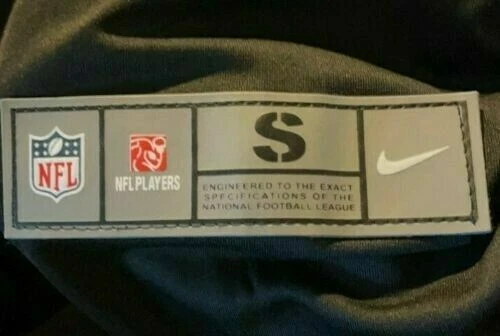 NFL
NFL PLAYERS
S
ENGINEERED TO THE EXACT
SPECIFICATIONS OF THE
NATIONAL FOOTBALL LEAGUE